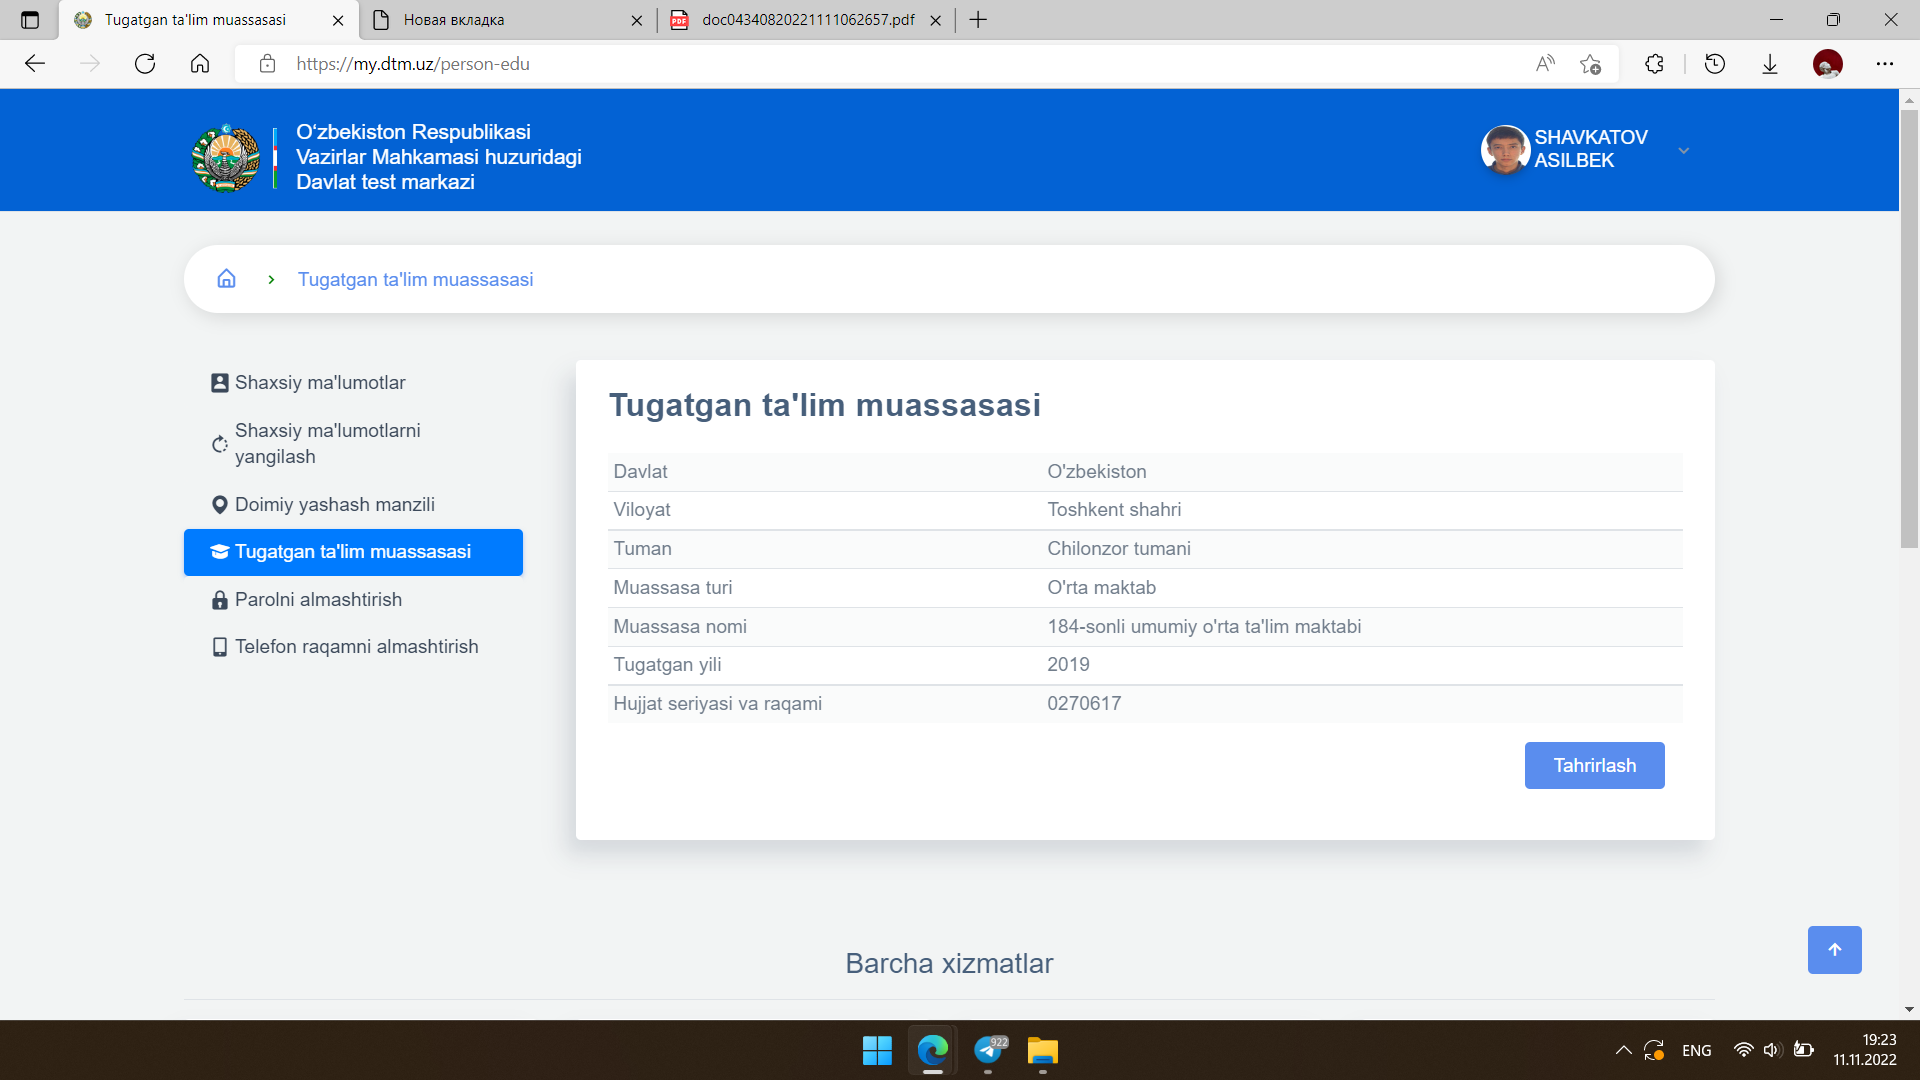 Tugatgan ta'lim muassasasi
Новая вкладка
doc04340820221111062657.pdf
https://my.dtm.uz/person-edu
O‘zbekiston Respublikasi
Vazirlar Mahkamasi huzuridagi
Davlat test markazi
SHAVKATOV
ASILBEK
Tugatgan ta'lim muassasasi
Shaxsiy ma'lumotlar
Shaxsiy ma'lumotlarni
yangilash
Doimiy yashash manzili
Tugatgan ta'lim muassasasi
Parolni almashtirish
Telefon raqamni almashtirish
Tugatgan ta'lim muassasasi
Davlat O'zbekiston
Viloyat Toshkent shahri
Tuman Chilonzor tumani
Muassasa turi O'rta maktab
Muassasa nomi 184-sonli umumiy o'rta ta'lim maktabi
Tugatgan yili 2019
Hujjat seriyasi va raqami 0270617
Tahrirlash
Barcha xizmatlar
922
ENG
19:23
11.11.2022